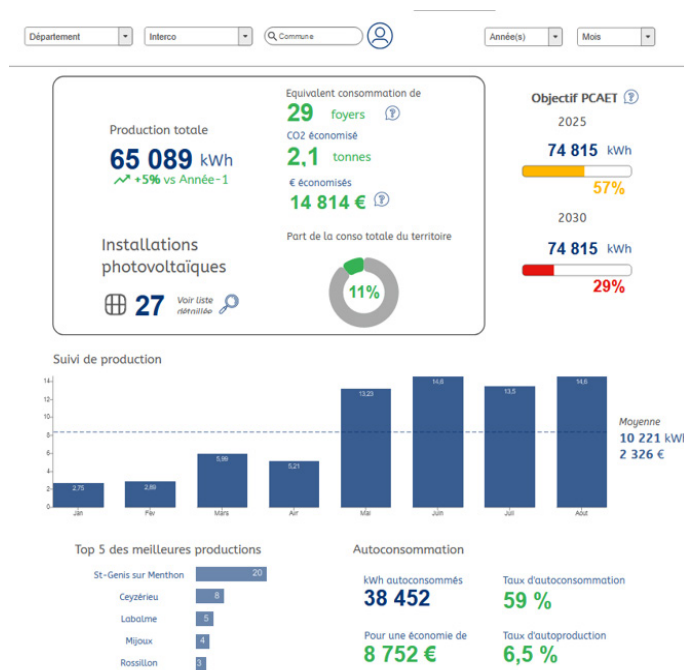 Département
Interco
Commune
Année(s)
Mois
Production totale
65 089 kWh
+5% vs Année-1
Installations
photovoltaïques
27
Voir liste
détaillée
Equivalent consommation de
29 foyers
CO2 économisé
2,1 tonnes
€ économisés
14 814 €
Part de la conso totale du territoire
11%
Objectif PCAET
2025
74 815 kWh
57%
2030
74 815 kWh
29%
Suivi de production
14
12
10
8
6
4
2
0
2,75
2,89
5,99
5,21
13,23
14,6
13,5
14,6
Jan
Fev
Mars
Avr
Mai
Juin
Juil
Aout
Moyenne
10 221 kWh
2 326 €
Top 5 des meilleures productions
St-Genis sur Menthon 20
Ceyzérieu 8
Labalme 5
Mijoux 4
Rossillon 3
Autoconsommation
kWh autoconsommés
38 452
Taux d'autoconsommation
59 %
Pour une économie de
8 752 €
Taux d'autoproduction
6,5 %